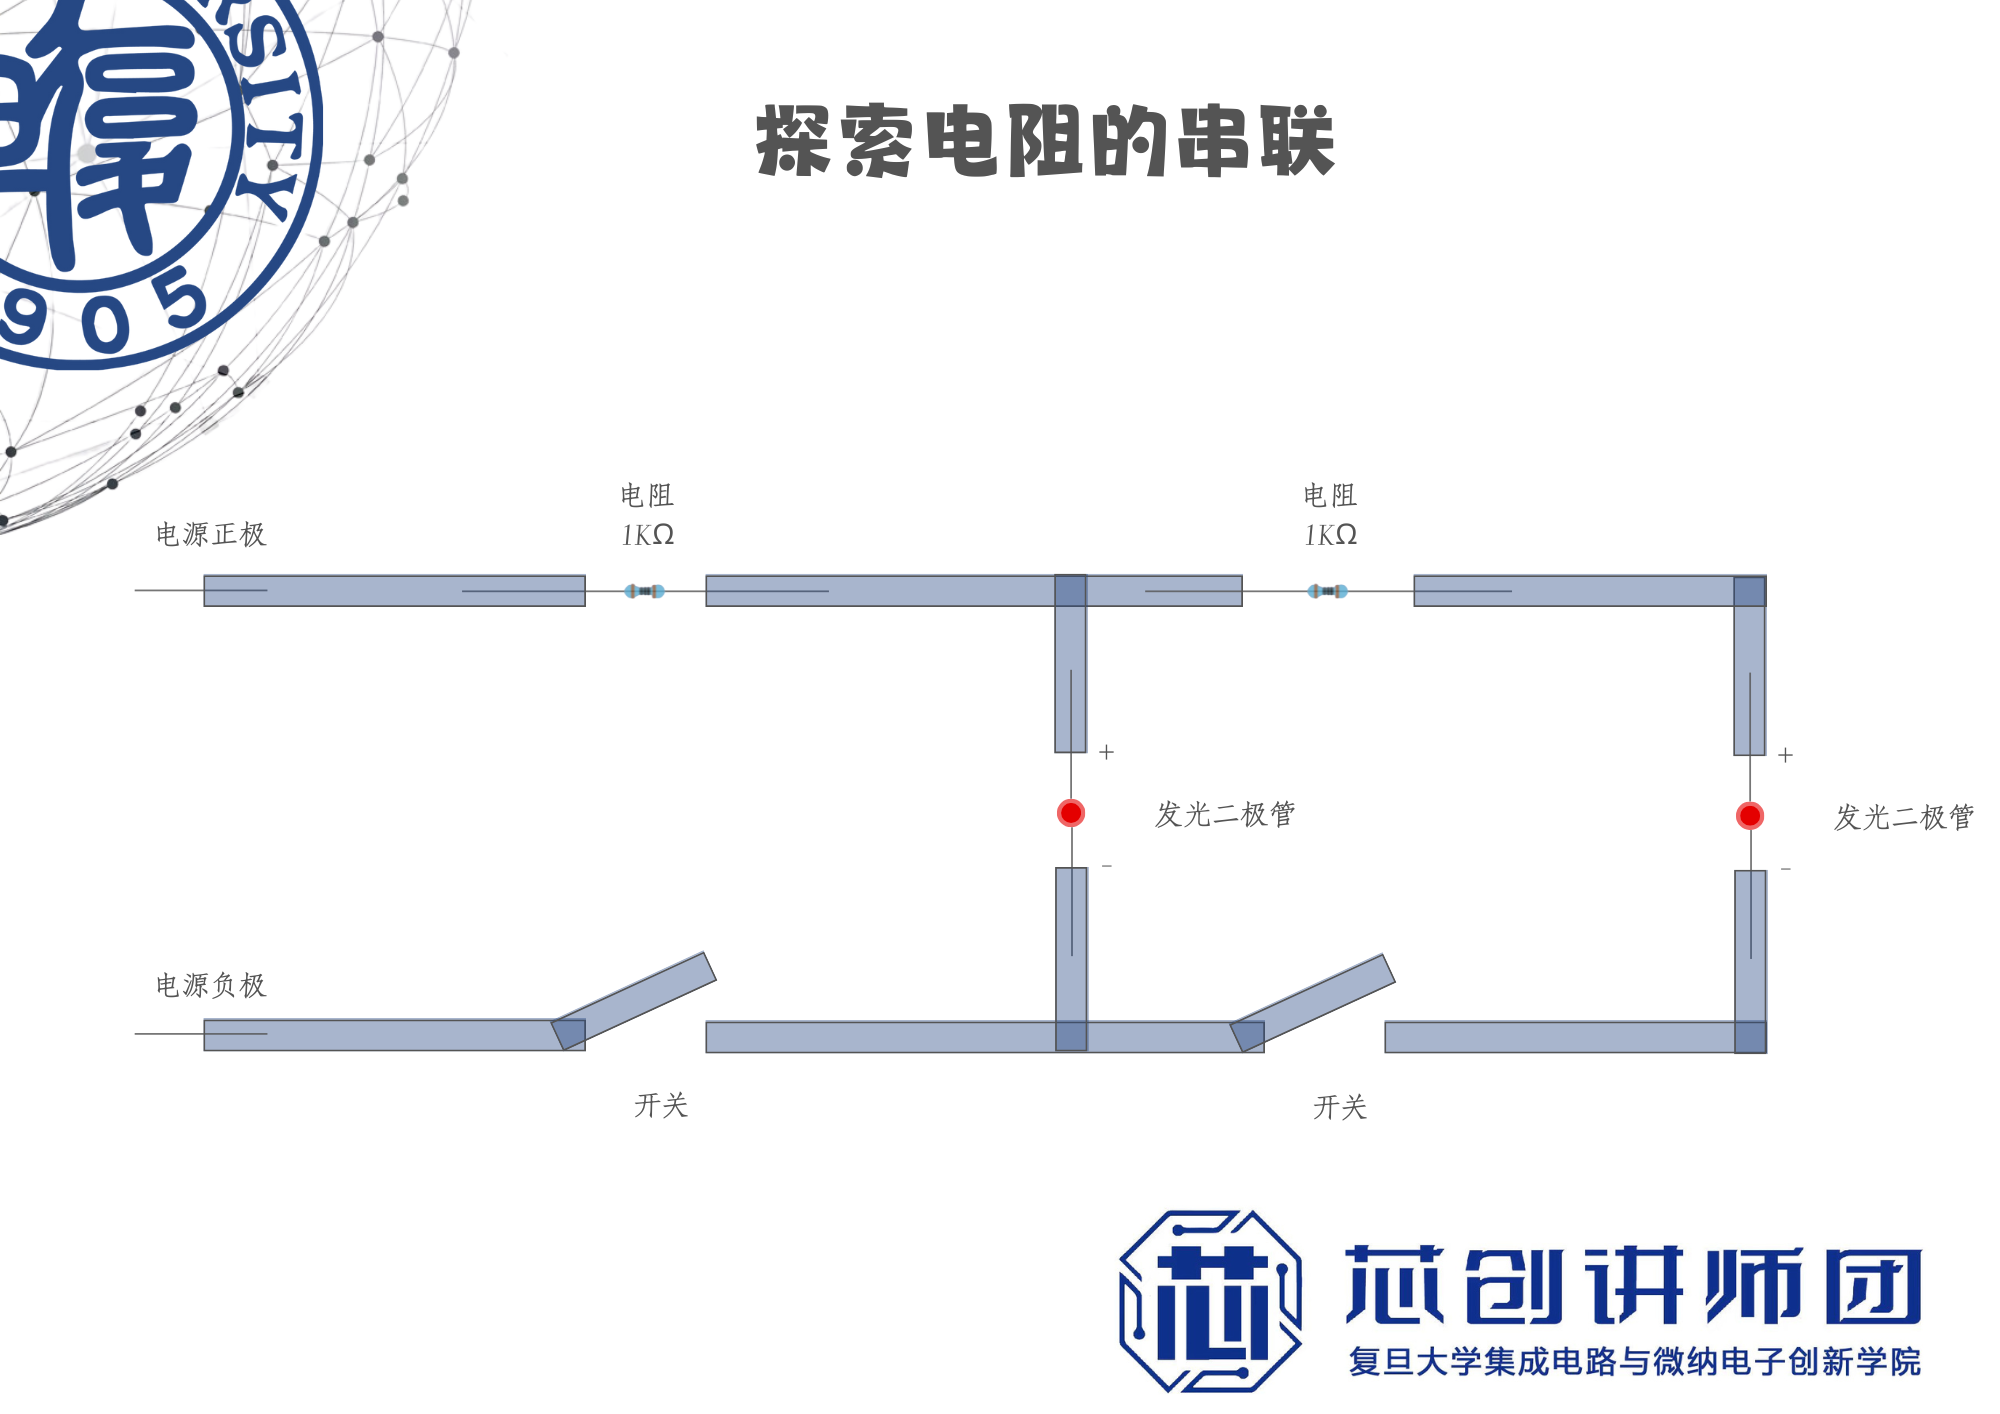 RSITY
905
探索电阻的串联
电阻
1KΩ
电阻
1KΩ
电源正极
+
+
发光二极管
发光二极管
-
-
电源负极
开关
开关
芯
芯创讲师团
复旦大学集成电路与微纳电子创新学院